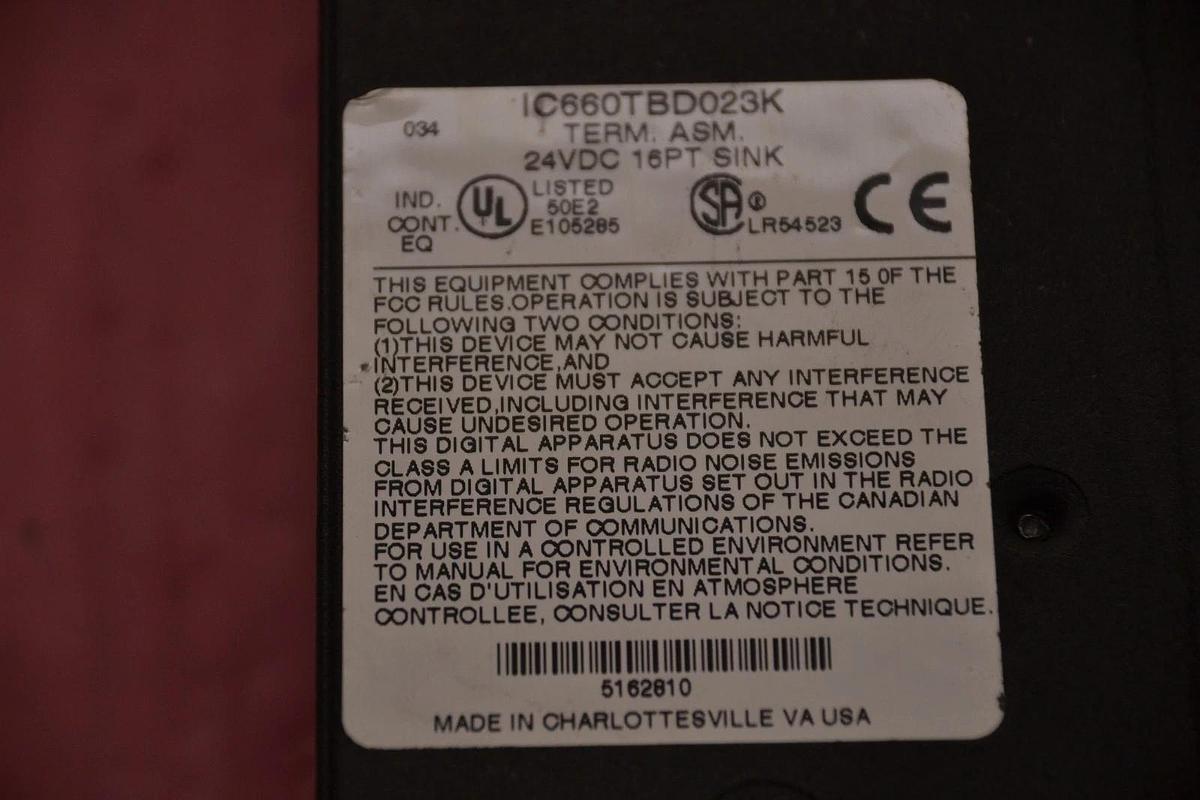 IC660TBD023K
034
TERM. ASM.
24VDC 16PT SINK
IND. CONT. EQ
UL
LISTED
50E2
E105285
SA
LR54523
CE
THIS EQUIPMENT COMPLIES WITH PART 15 OF THE
FCC RULES.OPERATION IS SUBJECT TO THE
FOLLOWING TWO CONDITIONS:
(1)THIS DEVICE MAY NOT CAUSE HARMFUL
INTERFERENCE,AND
(2)THIS DEVICE MUST ACCEPT ANY INTERFERENCE
RECEIVED,INCLUDING INTERFERENCE THAT MAY
CAUSE UNDESIRED OPERATION.
THIS DIGITAL APPARATUS DOES NOT EXCEED THE
CLASS A LIMITS FOR RADIO NOISE EMISSIONS
FROM DIGITAL APPARATUS SET OUT IN THE RADIO
INTERFERENCE REGULATIONS OF THE CANADIAN
DEPARTMENT OF COMMUNICATIONS.
FOR USE IN A CONTROLLED ENVIRONMENT REFER
TO MANUAL FOR ENVIRONMENTAL CONDITIONS.
EN CAS D'UTILISATION EN ATMOSPHERE
CONTROLLEE, CONSULTER LA NOTICE TECHNIQUE.
5162810
MADE IN CHARLOTTESVILLE VA USA